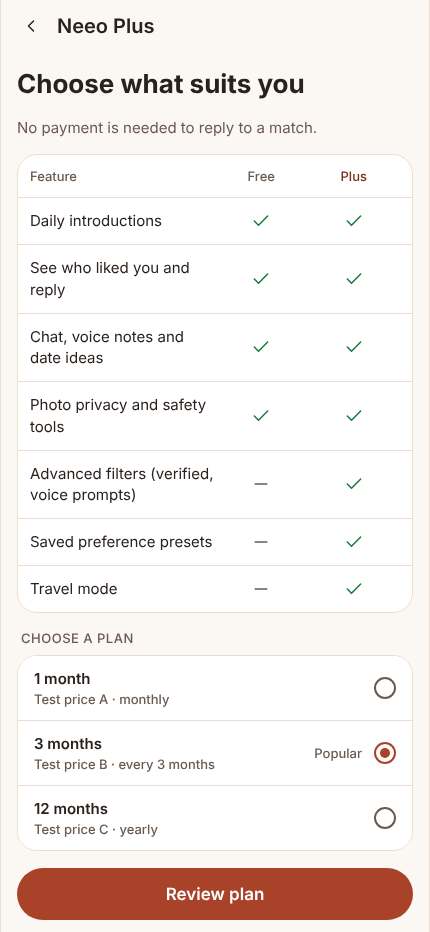 Neeo Plus
Choose what suits you
No payment is needed to reply to a match.
Feature Free Plus
Daily introductions
See who liked you and
reply
Chat, voice notes and
date ideas
Photo privacy and safety
tools
Advanced filters (verified,
voice prompts)
Saved preference presets
Travel mode
CHOOSE A PLAN
1 month
Test price A · monthly
3 months
Test price B · every 3 months
Popular
12 months
Test price C · yearly
Review plan